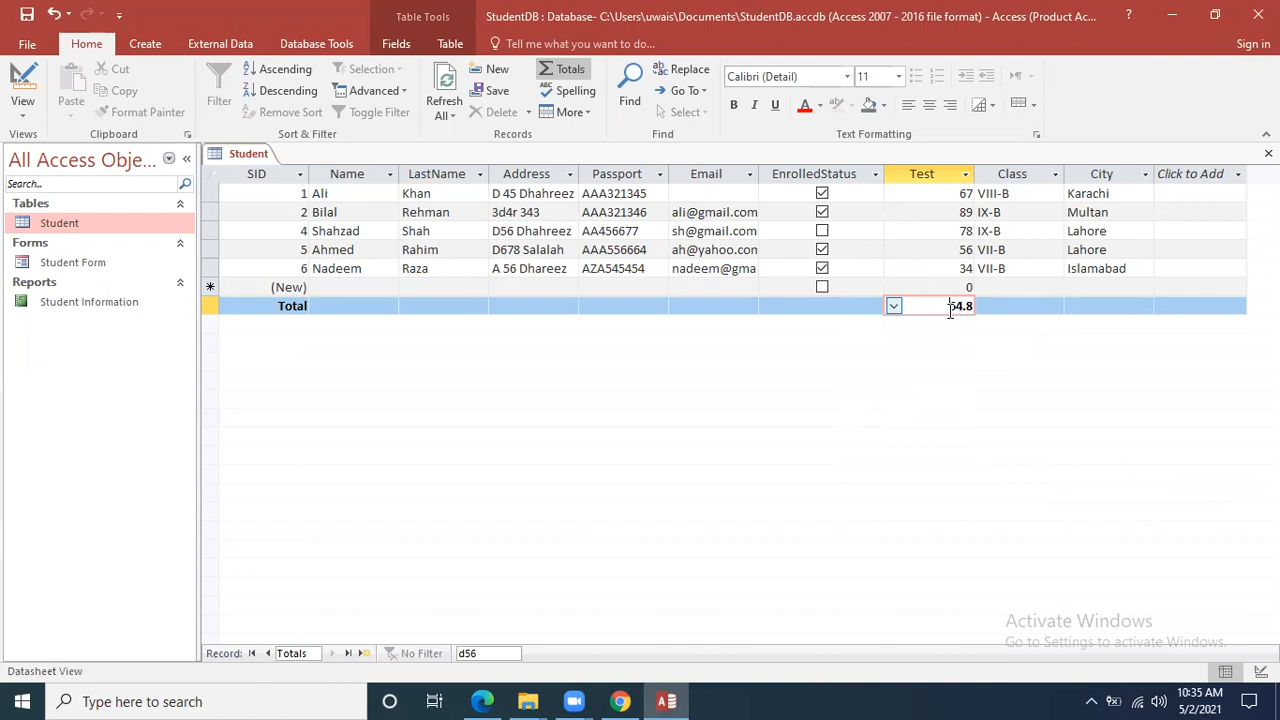 Table Tools
StudentDB : Database- C:\Users\uwais\Documents\StudentDB.accdb (Access 2007 - 2016 file format) - Access (Product Ac...
?
File Home Create External Data Database Tools Fields Table Tell me what you want to do... Sign in
View
Views
Paste
Cut
Copy
Format Painter
Clipboard
Filter
Ascending
Descending
Remove Sort
Selection
Advanced
Toggle Filter
Sort & Filter
Refresh All
New
Save
Delete
Totals
Spelling
More
Records
Find
Replace
Go To
Select
Find
Calibri (Detail) 11
B I U A
Text Formatting
All Access Obje...
Search...
Tables
Student
Forms
Student Form
Reports
Student Information
Student
SID Name LastName Address Passport Email EnrolledStatus Test Class City Click to Add
1 Ali Khan D 45 Dhahreez AAA321345 67 VIII-B Karachi
2 Bilal Rehman 3d4r 343 AAA321346 ali@gmail.com 89 IX-B Multan
4 Shahzad Shah D56 Dhahreez AA456677 sh@gmail.com 78 IX-B Lahore
5 Ahmed Rahim D678 Salalah AAA556664 ah@yahoo.con 56 VII-B Lahore
6 Nadeem Raza A 56 Dhareez AZA545454 nadeem@gma 34 VII-B Islamabad
(New) 0
Total 64.8
Activate Windows
Go to Settings to activate Windows.
Record: Totals No Filter d56
Datasheet View
Type here to search
10:35 AM
5/2/2021